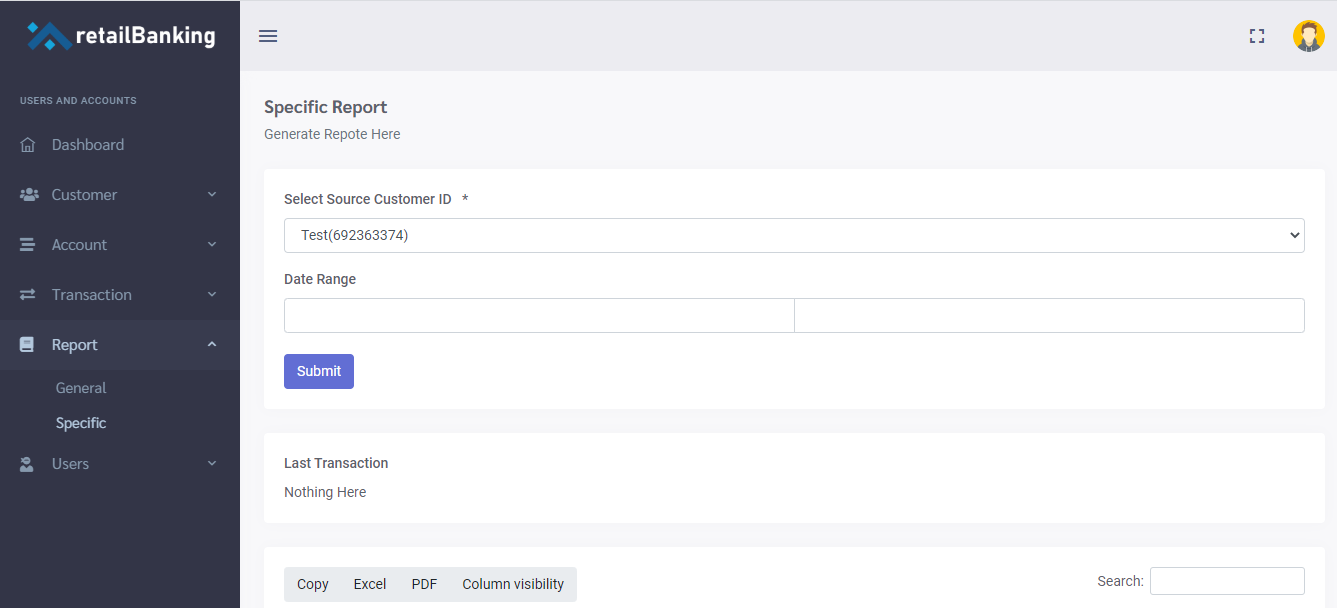 retailBanking
USERS AND ACCOUNTS
Dashboard
Customer
Account
Transaction
Report
General
Specific
Users
Specific Report
Generate Repote Here
Select Source Customer ID *
Test(692363374)
Date Range
Submit
Last Transaction
Nothing Here
Copy Excel PDF Column visibility Search: